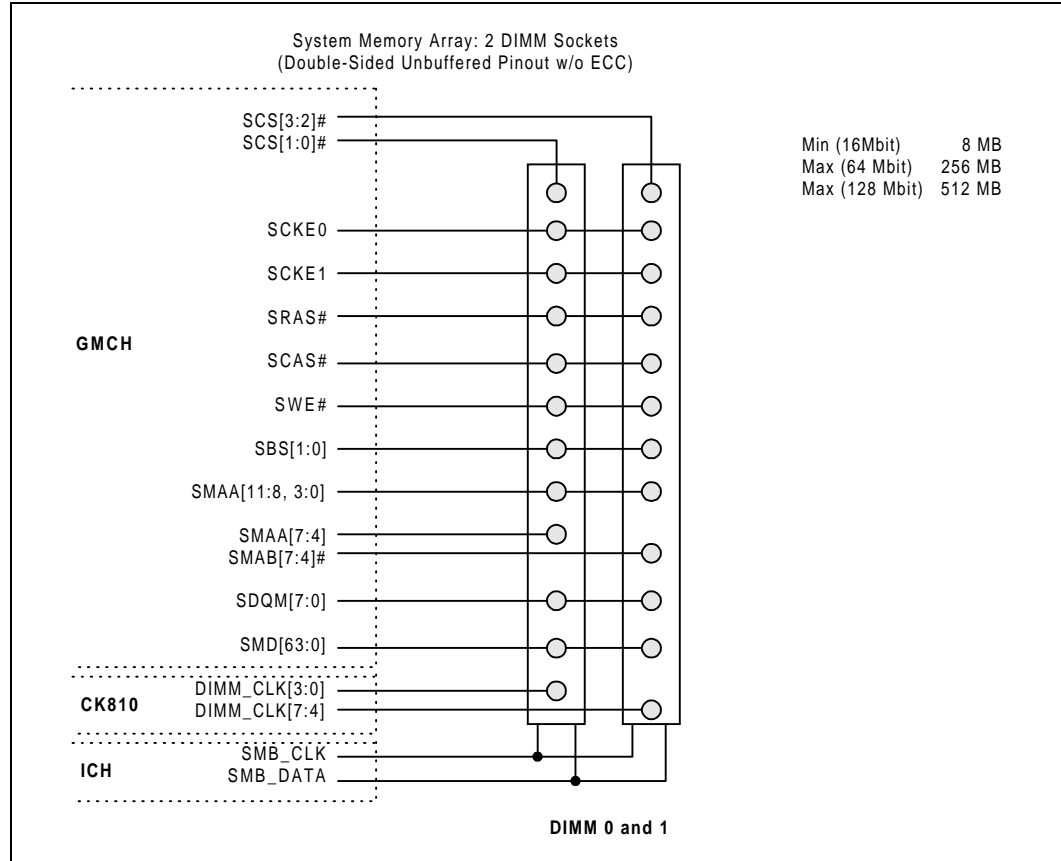 System Memory Array: 2 DIMM Sockets
(Double-Sided Unbuffered Pinout w/o ECC)
SCS[3:2]#
SCS[1:0]#
Min (16Mbit) 8 MB
Max (64 Mbit) 256 MB
Max (128 Mbit) 512 MB
SCKE0
SCKE1
SRAS#
GMCH
SCAS#
SWE#
SBS[1:0]
SMAA[11:8, 3:0]
SMAA[7:4]
SMAB[7:4]#
SDQM[7:0]
SMD[63:0]
CK810
DIMM_CLK[3:0]
DIMM_CLK[7:4]
ICH
SMB_CLK
SMB_DATA
DIMM 0 and 1